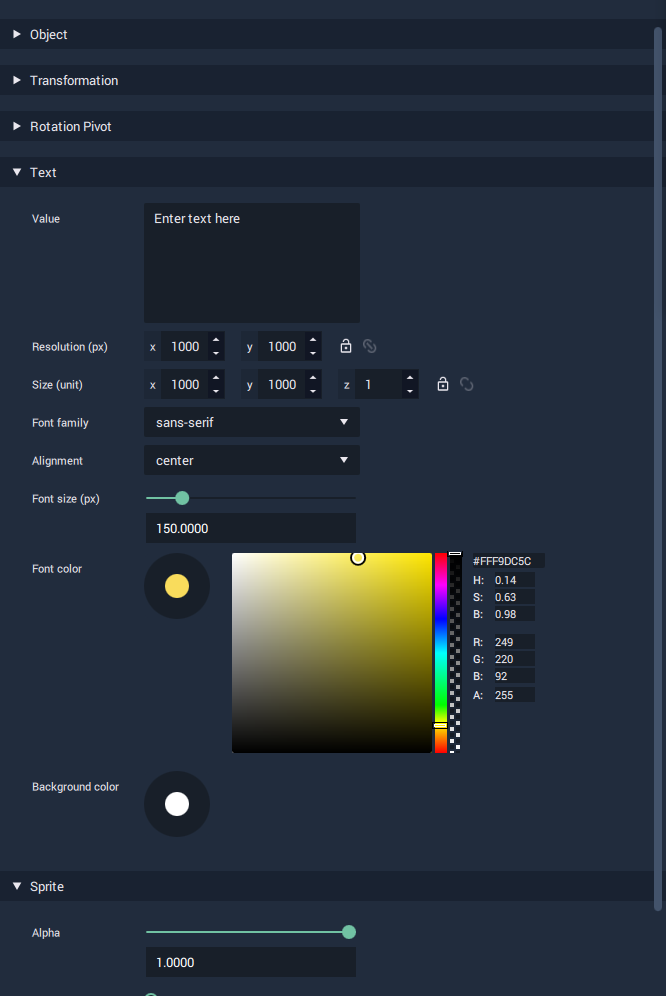 Object
Transformation
Rotation Pivot
Text
Value
Enter text here
Resolution (px) x 1000 y 1000
Size (unit) x 1000 y 1000 z 1
Font family sans-serif
Alignment center
Font size (px)
150.0000
Font color
#FFF9DC5C
H: 0.14
S: 0.63
B: 0.98
R: 249
G: 220
B: 92
A: 255
Background color
Sprite
Alpha
1.0000